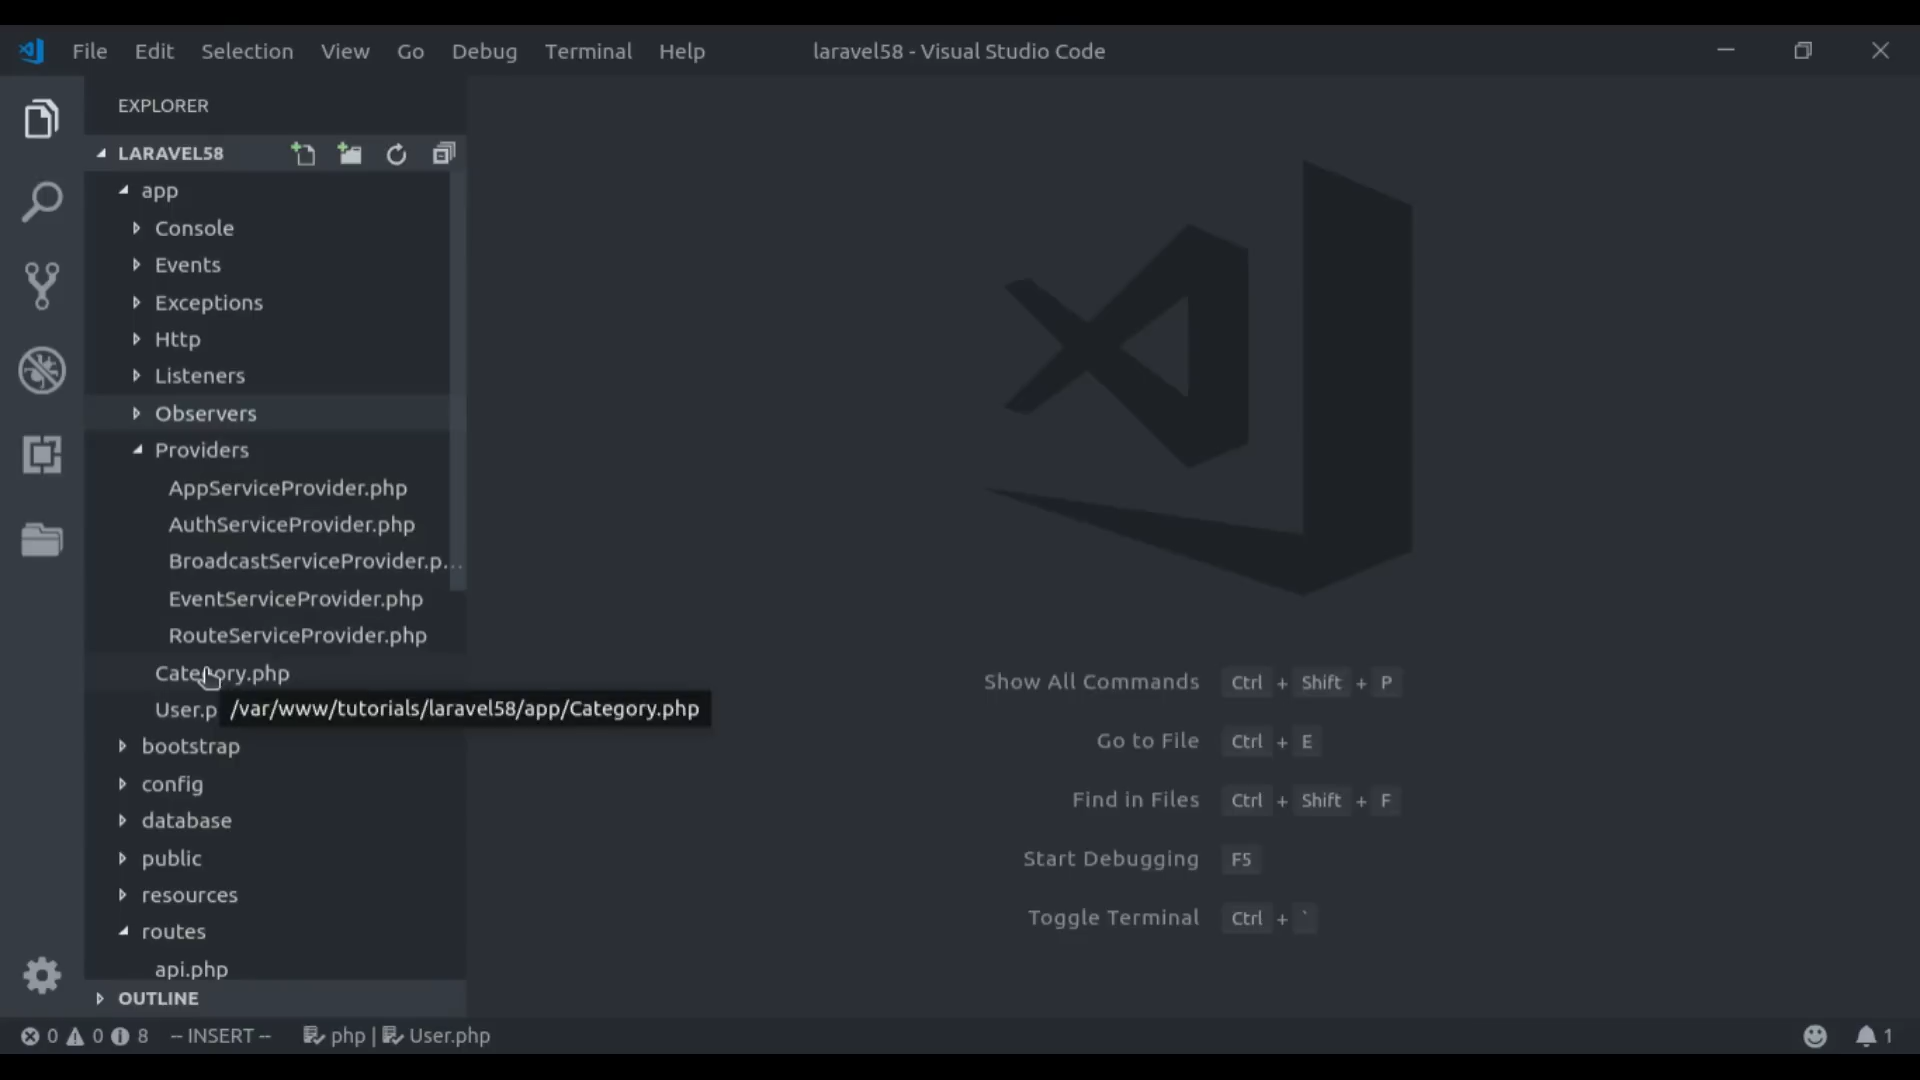 File Edit Selection View Go Debug Terminal Help laravel58 - Visual Studio Code
EXPLORER
LARAVEL58
app
Console
Events
Exceptions
Http
Listeners
Observers
Providers
AppServiceProvider.php
AuthServiceProvider.php
BroadcastServiceProvider.p...
EventServiceProvider.php
RouteServiceProvider.php
Category.php
User.p
/var/www/tutorials/laravel58/app/Category.php
bootstrap
config
database
public
resources
routes
api.php
OUTLINE
Show All Commands Ctrl + Shift + P
Go to File Ctrl + E
Find in Files Ctrl + Shift + F
Start Debugging F5
Toggle Terminal Ctrl + `
0 0 8 -- INSERT -- php | User.php 1